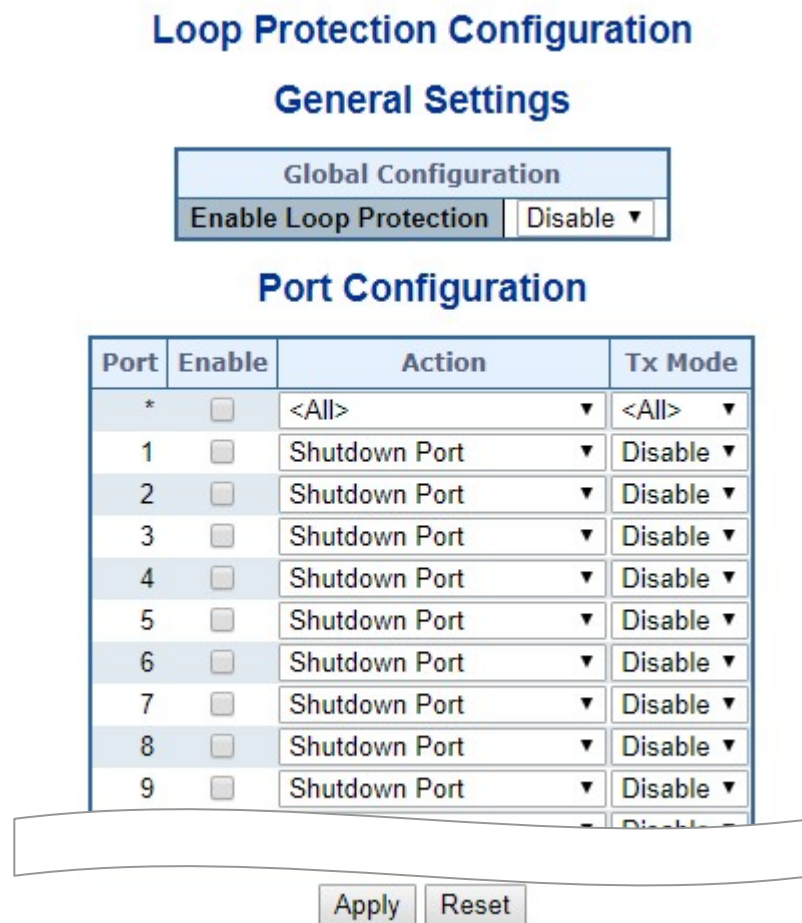 Loop Protection Configuration
General Settings
Global Configuration
Enable Loop Protection Disable
Port Configuration
Port Enable Action Tx Mode
* <All> <All>
1 Shutdown Port Disable
2 Shutdown Port Disable
3 Shutdown Port Disable
4 Shutdown Port Disable
5 Shutdown Port Disable
6 Shutdown Port Disable
7 Shutdown Port Disable
8 Shutdown Port Disable
9 Shutdown Port Disable
Apply Reset